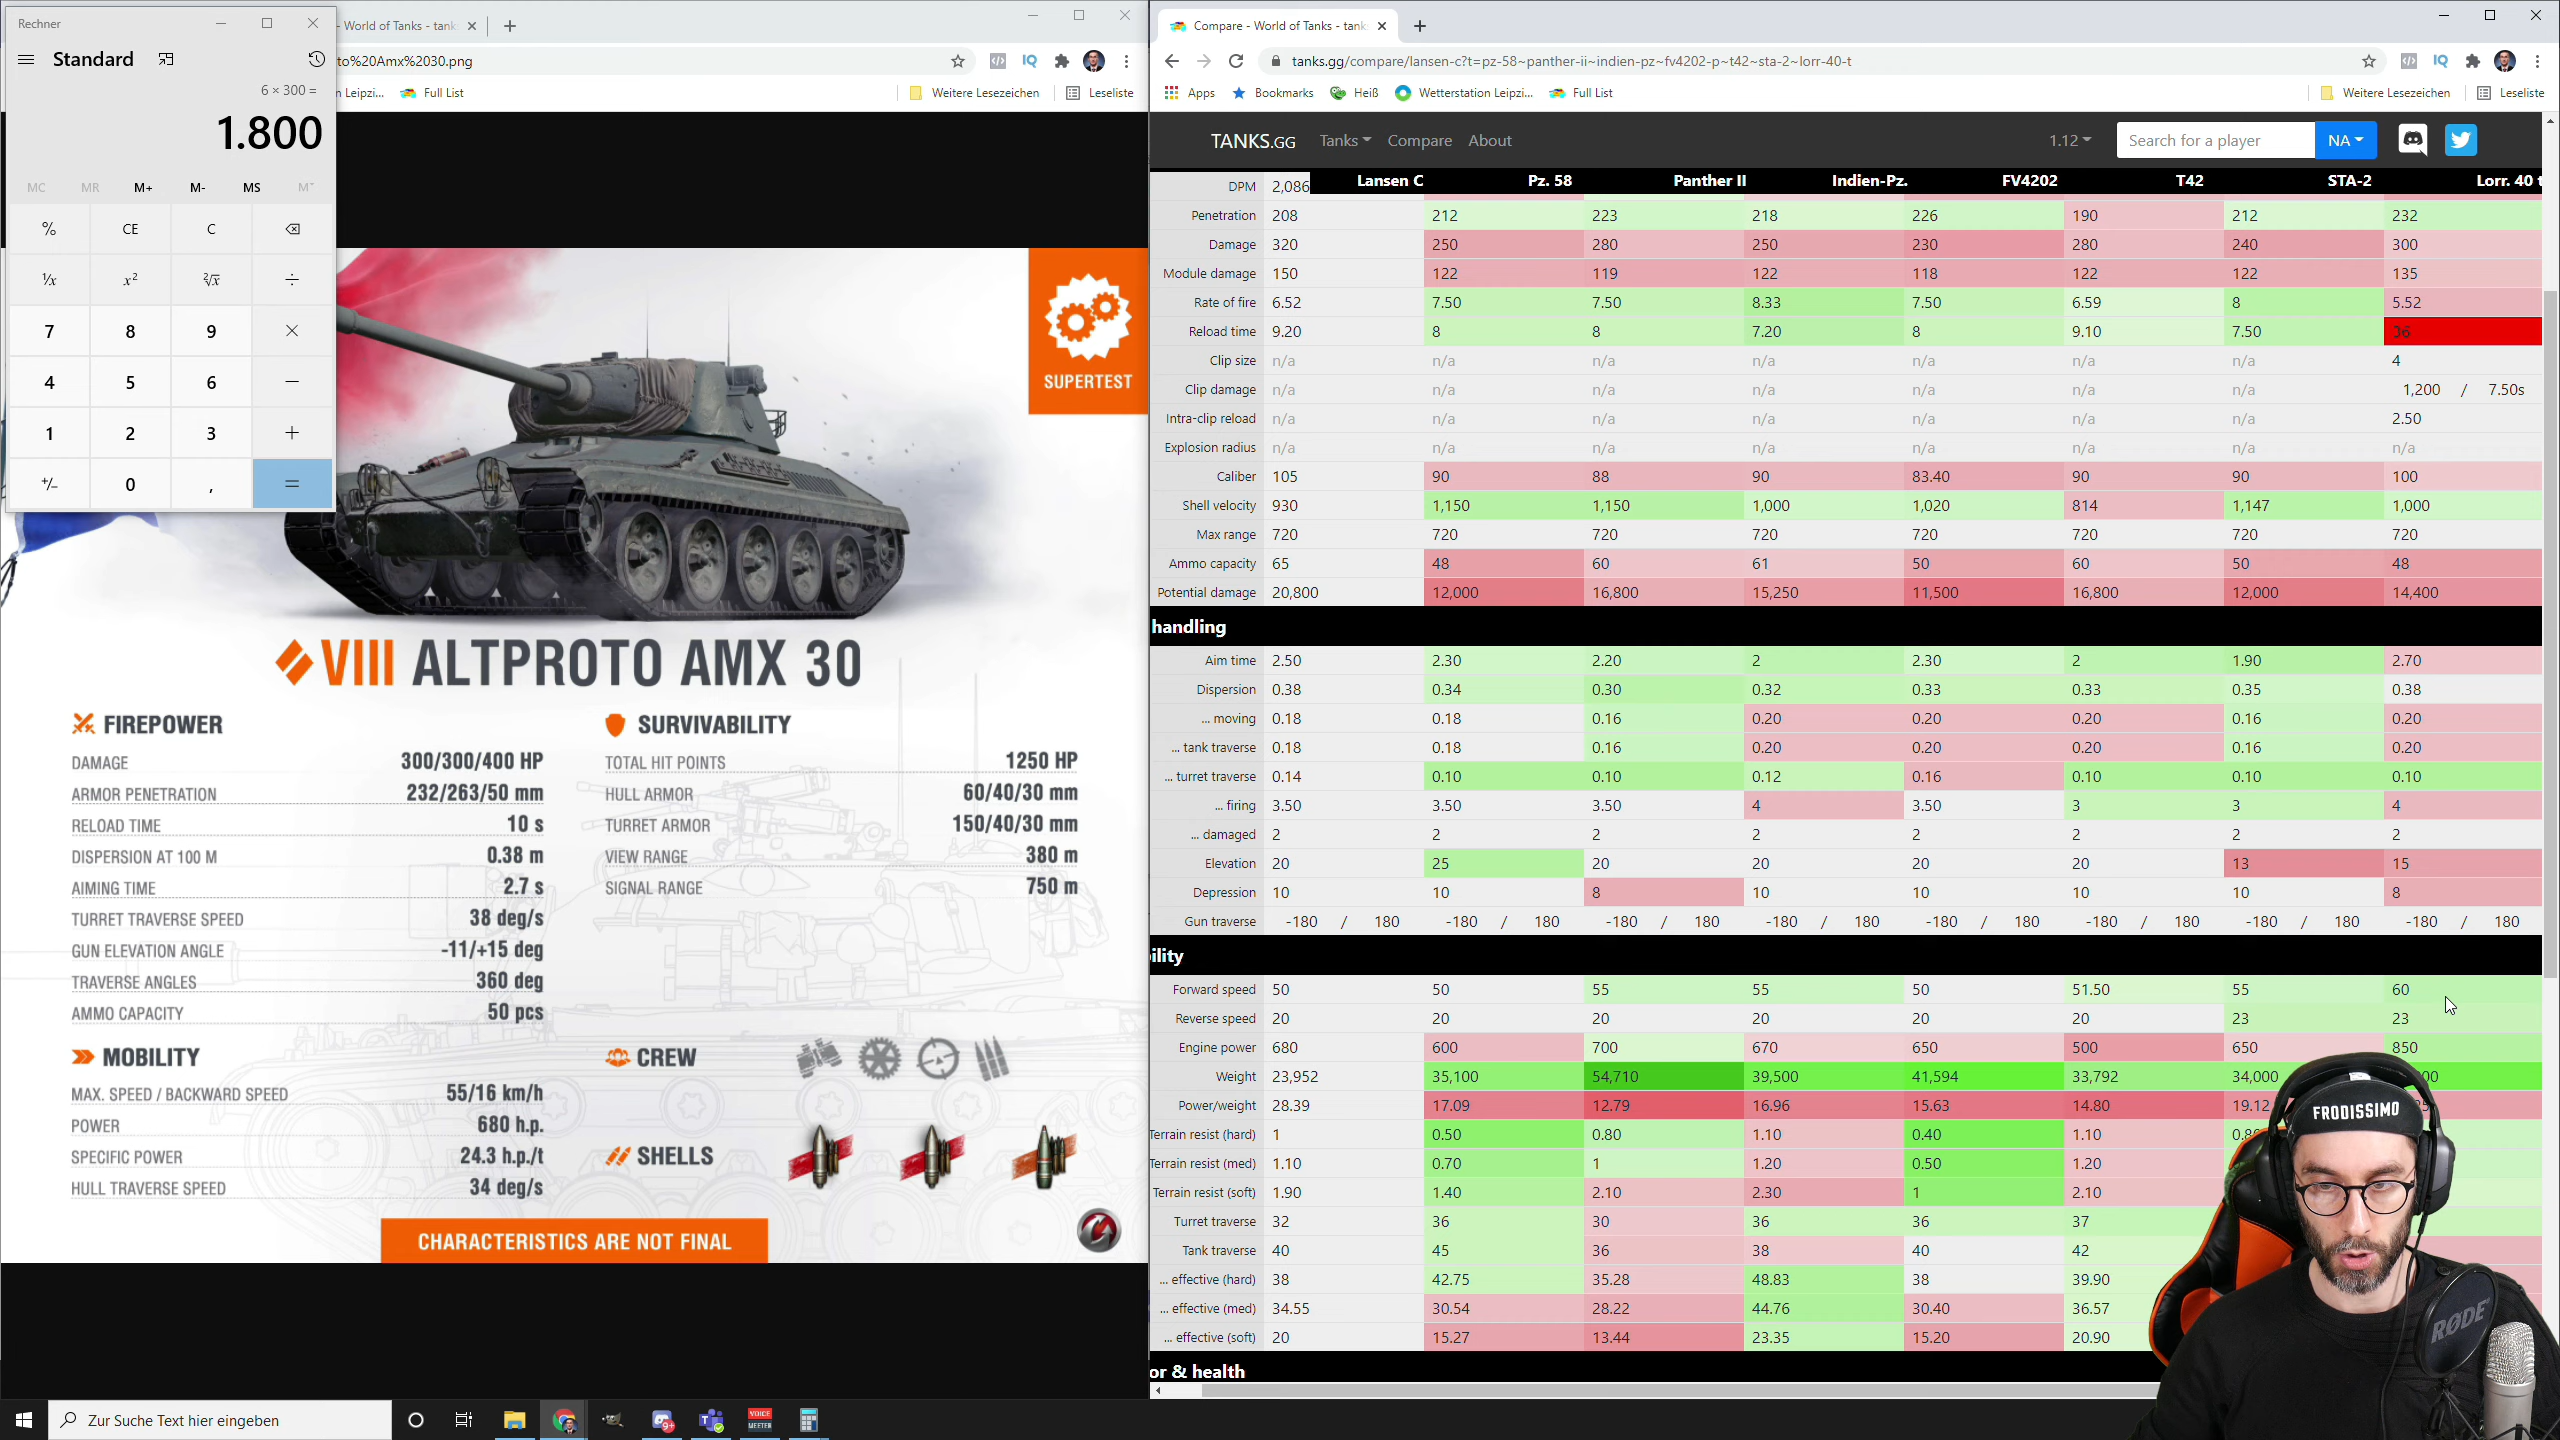 Rechner
Standard
6 × 300 =
1.800
MC MR M+ M- MS M˅
% CE C
¹/x x² ²√x ÷
7 8 9 ×
4 5 6 −
1 2 3 +
+/− 0 , =
- World of Tanks - tank
to%20Amx%2030.png
n Leipzi... Full List Weitere Lesezeichen Leseliste
SUPERTEST
VIII ALTPROTO AMX 30
FIREPOWER
DAMAGE 300/300/400 HP
ARMOR PENETRATION 232/263/50 mm
RELOAD TIME 10 s
DISPERSION AT 100 M 0.38 m
AIMING TIME 2.7 s
TURRET TRAVERSE SPEED 38 deg/s
GUN ELEVATION ANGLE -11/+15 deg
TRAVERSE ANGLES 360 deg
AMMO CAPACITY 50 pcs
MOBILITY
MAX. SPEED / BACKWARD SPEED 55/16 km/h
POWER 680 h.p.
SPECIFIC POWER 24.3 h.p./t
HULL TRAVERSE SPEED 34 deg/s
SURVIVABILITY
TOTAL HIT POINTS 1250 HP
HULL ARMOR 60/40/30 mm
TURRET ARMOR 150/40/30 mm
VIEW RANGE 380 m
SIGNAL RANGE 750 m
CREW
SHELLS
CHARACTERISTICS ARE NOT FINAL
Compare - World of Tanks - tank
tanks.gg/compare/lansen-c?t=pz-58~panther-ii~indien-pz~fv4202-p~t42~sta-2~lorr-40-t
Apps Bookmarks Heiß Wetterstation Leipzi... Full List Weitere Lesezeichen Leseliste
TANKS.GG Tanks Compare About 1.12 Search for a player NA
DPM 2,086 Lansen C Pz. 58 Panther II Indien-Pz. FV4202 T42 STA-2 Lorr. 40 t
Penetration 208 212 223 218 226 190 212 232
Damage 320 250 280 250 230 280 240 300
Module damage 150 122 119 122 118 122 122 135
Rate of fire 6.52 7.50 7.50 8.33 7.50 6.59 8 5.52
Reload time 9.20 8 8 7.20 8 9.10 7.50 36
Clip size n/a n/a n/a n/a n/a n/a n/a 4
Clip damage n/a n/a n/a n/a n/a n/a n/a 1,200 / 7.50s
Intra-clip reload n/a n/a n/a n/a n/a n/a n/a 2.50
Explosion radius n/a n/a n/a n/a n/a n/a n/a n/a
Caliber 105 90 88 90 83.40 90 90 100
Shell velocity 930 1,150 1,150 1,000 1,020 814 1,147 1,000
Max range 720 720 720 720 720 720 720 720
Ammo capacity 65 48 60 61 50 60 50 48
Potential damage 20,800 12,000 16,800 15,250 11,500 16,800 12,000 14,400
handling
Aim time 2.50 2.30 2.20 2 2.30 2 1.90 2.70
Dispersion 0.38 0.34 0.30 0.32 0.33 0.33 0.35 0.38
... moving 0.18 0.18 0.16 0.20 0.20 0.20 0.16 0.20
... tank traverse 0.18 0.18 0.16 0.20 0.20 0.20 0.16 0.20
... turret traverse 0.14 0.10 0.10 0.12 0.16 0.10 0.10 0.10
... firing 3.50 3.50 3.50 4 3.50 3 3 4
... damaged 2 2 2 2 2 2 2 2
Elevation 20 25 20 20 20 20 13 15
Depression 10 10 8 10 10 10 10 8
Gun traverse -180 / 180 -180 / 180 -180 / 180 -180 / 180 -180 / 180 -180 / 180 -180 / 180 -180 / 180
ility
Forward speed 50 50 55 55 50 51.50 55 60
Reverse speed 20 20 20 20 20 20 23 23
Engine power 680 600 700 670 650 500 650 850
Weight 23,952 35,100 54,710 39,500 41,594 33,792 34,000 00
Power/weight 28.39 17.09 12.79 16.96 15.63 14.80 19.12
Terrain resist (hard) 1 0.50 0.80 1.10 0.40 1.10
Terrain resist (med) 1.10 0.70 1 1.20 0.50 1.20
Terrain resist (soft) 1.90 1.40 2.10 2.30 1 2.10
Turret traverse 32 36 30 36 36 37
Tank traverse 40 45 36 38 40 42
... effective (hard) 38 42.75 35.28 48.83 38 39.90
... effective (med) 34.55 30.54 28.22 44.76 30.40 36.57
... effective (soft) 20 15.27 13.44 23.35 15.20 20.90
or & health
FRODISSIMO
RØDE
Zur Suche Text hier eingeben
9+
VOICE
MEETER